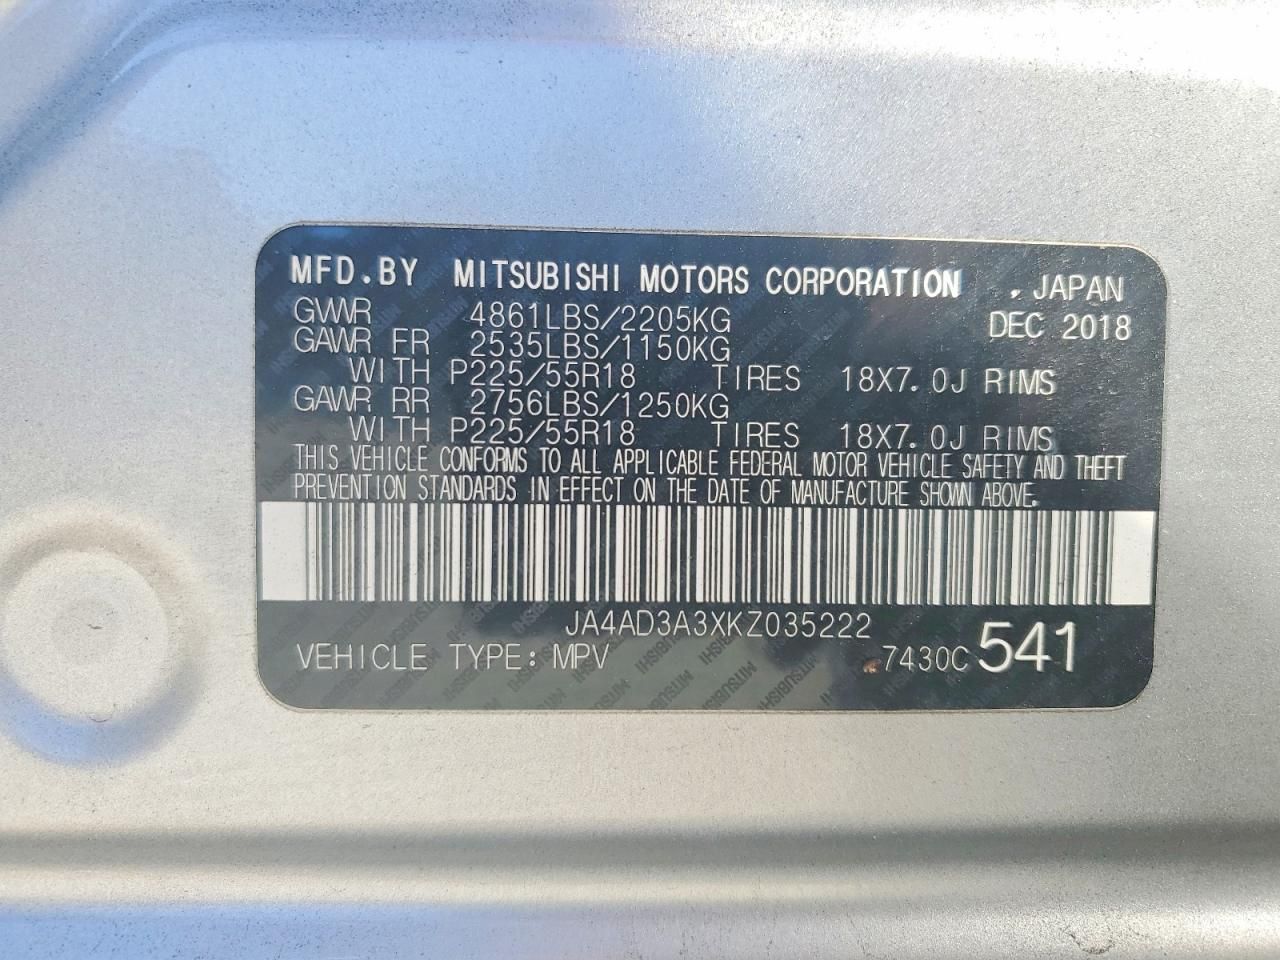 MFD.BY MITSUBISHI MOTORS CORPORATION , JAPAN
GVWR 4861LBS/2205KG DEC 2018
GAWR FR 2535LBS/1150KG
WITH P225/55R18 TIRES 18X7.0J RIMS
GAWR RR 2756LBS/1250KG
WITH P225/55R18 TIRES 18X7.0J RIMS
THIS VEHICLE CONFORMS TO ALL APPLICABLE FEDERAL MOTOR VEHICLE SAFETY AND THEFT
PREVENTION STANDARDS IN EFFECT ON THE DATE OF MANUFACTURE SHOWN ABOVE.
JA4AD3A3XKZ035222
VEHICLE TYPE: MPV 7430C 541